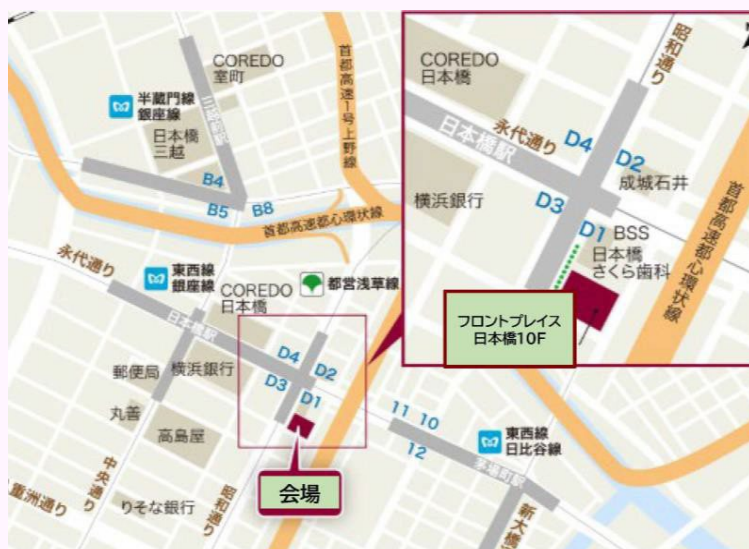 COREDO
室町
半蔵門線
銀座線
日本橋
三越
三越前駅
首都高速1号上野線
B4
B5
B8
首都高速都心環状線
永代通り
東西線
銀座線
COREDO
日本橋
都営浅草線
日本橋駅
郵便局
横浜銀行
D4
D2
D3
D1
丸善
高島屋
中央通り
会場
昭和通り
りそな銀行
重洲通り
11
10
12
茅場町駅
東西線
日比谷線
新大橋
昭和通り
COREDO
日本橋
永代通り
日本橋駅
D4
D2
成城石井
横浜銀行
D3
D1
BSS
日本橋
さくら歯科
首都高速都心環状線
フロントプレイス
日本橋10F